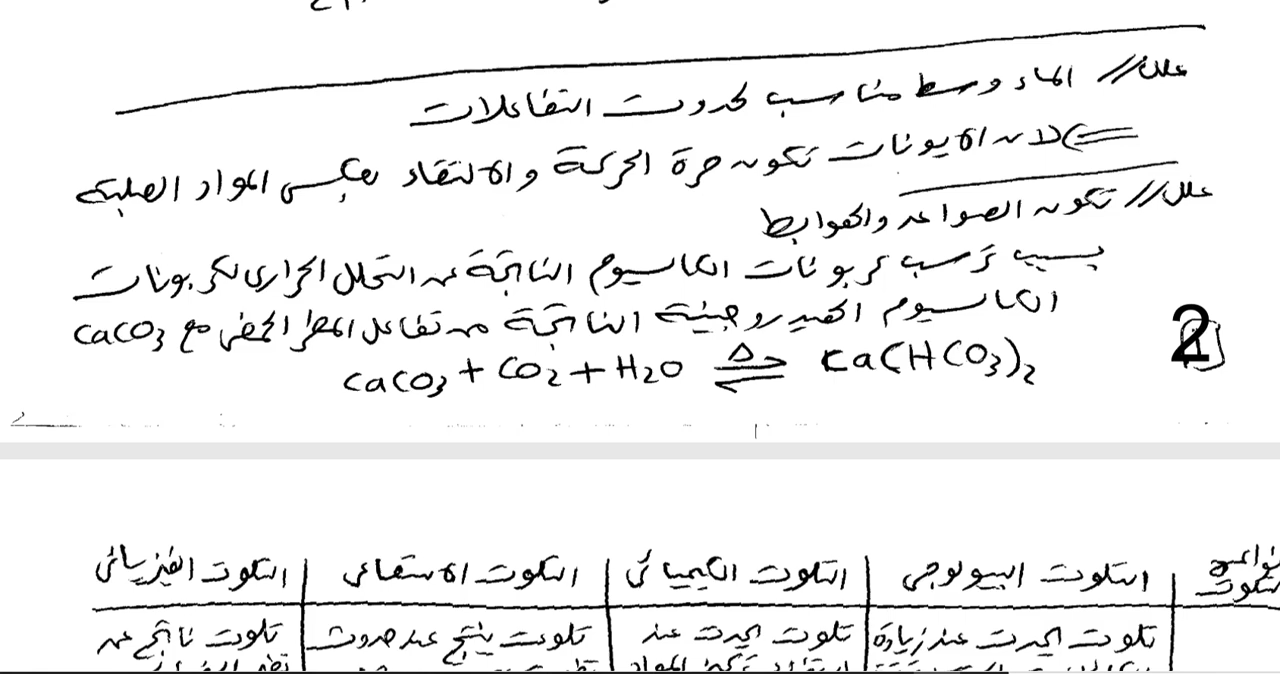 علل// الماء وسط مناسب لحدوث التفاعلات
لان الايونات تكون حرة الحركة والالتقاء بعكس المواد الصلبة
علل// تكون الصواعد والهوابط
بسبب ترسب كربونات الكالسيوم الناتجة من التحلل الحراري لكربونات
الكالسيوم الهيدروجينية الناتجة من تفاعل المطر الحمضي مع CaCO3
CaCO3 + CO2 + H2O ⇌ Δ Ca(HCO3)2
2
التلوث البيولوجي | التلوث الكيميائي | التلوث الاشعاعي | التلوث الفيزيائي
تلوث يحدث عند زيادة | تلوث يحدث عند | تلوث ينتج عند حدوث | تلوث ناتج عن